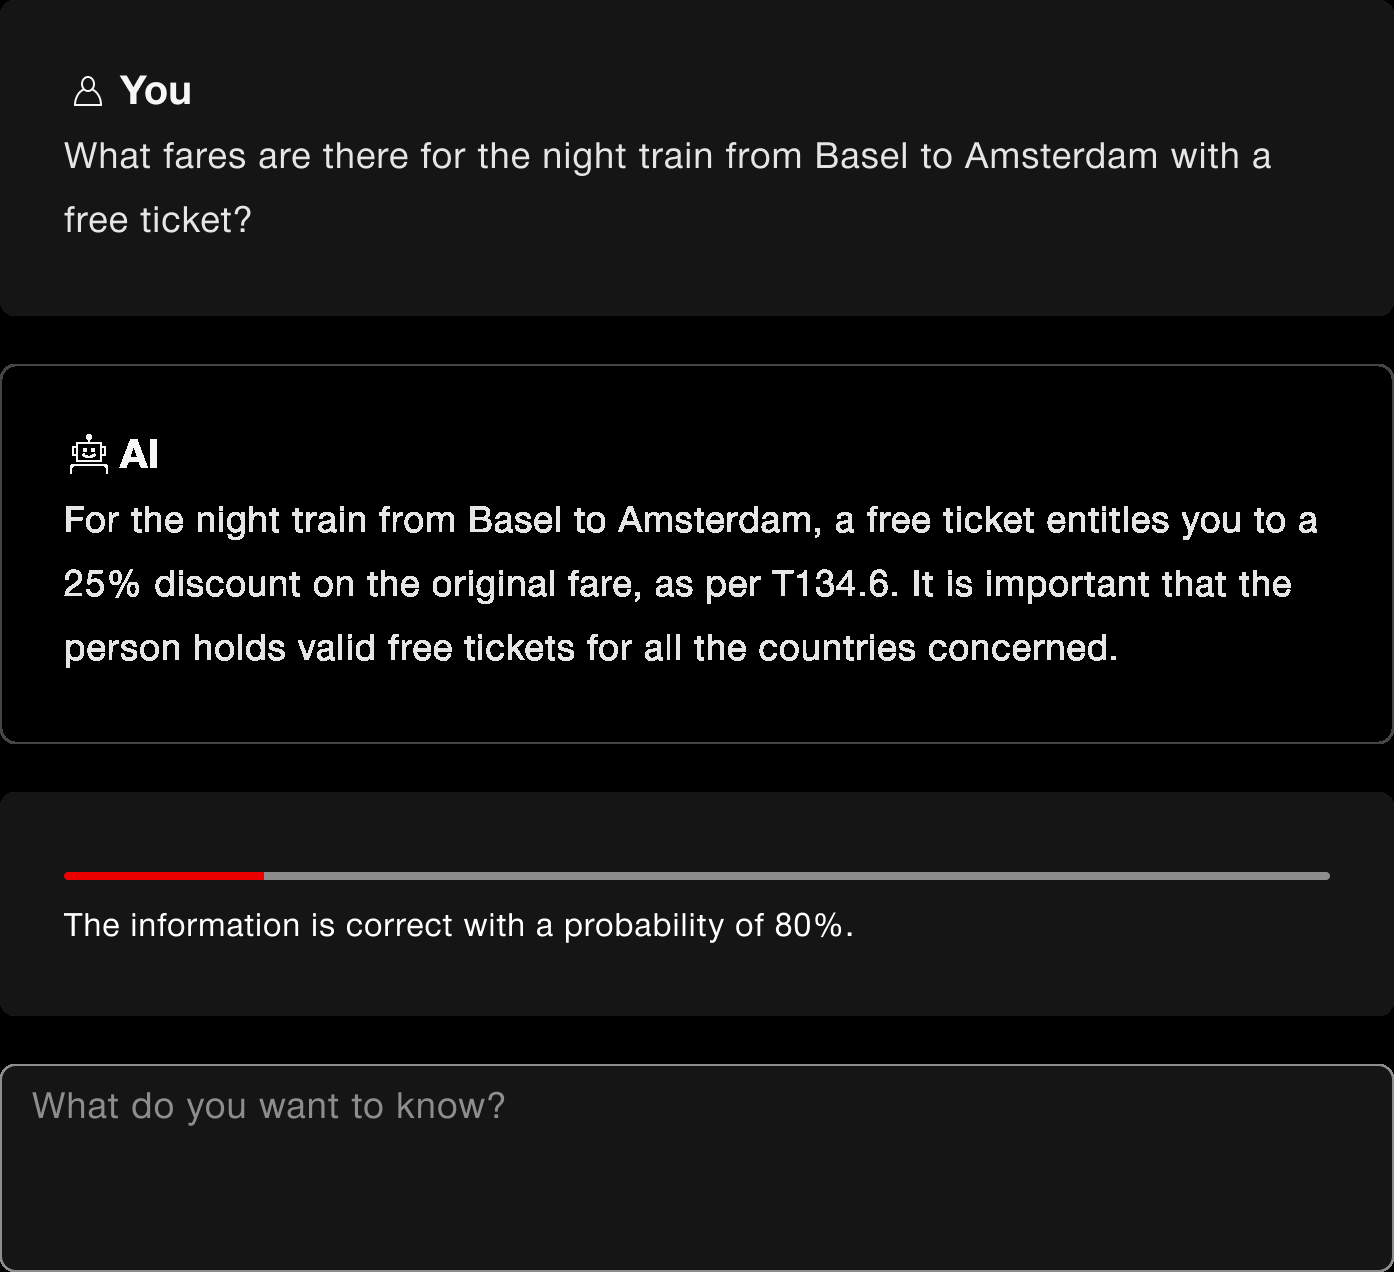 You
What fares are there for the night train from Basel to Amsterdam with a
free ticket?
AI
For the night train from Basel to Amsterdam, a free ticket entitles you to a
25% discount on the original fare, as per T134.6. It is important that the
person holds valid free tickets for all the countries concerned.
The information is correct with a probability of 80%.
What do you want to know?